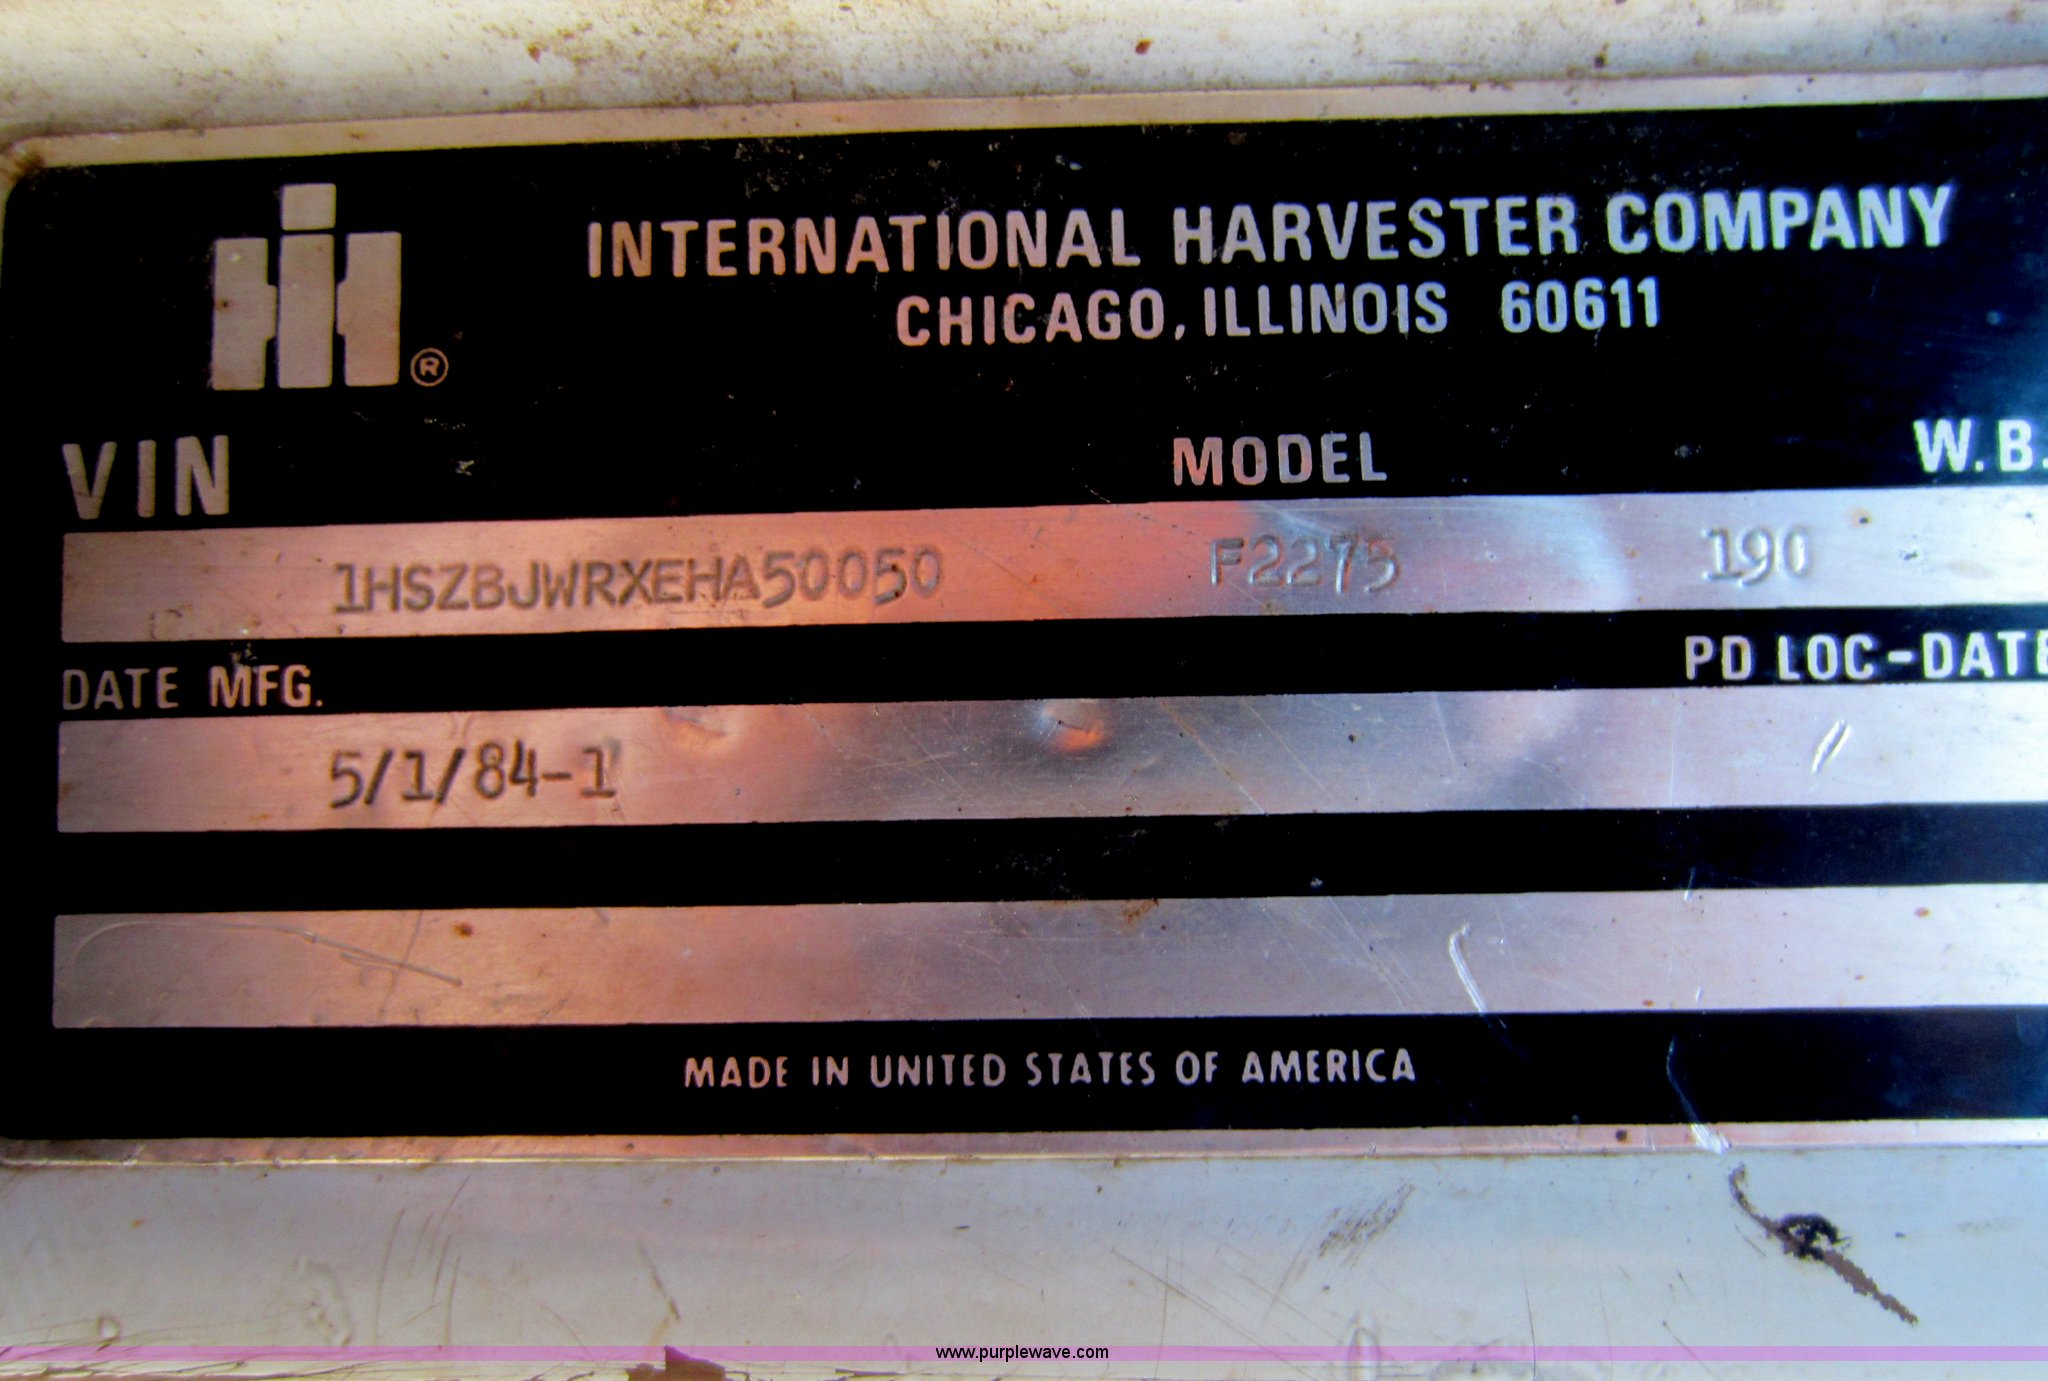 INTERNATIONAL HARVESTER COMPANY
CHICAGO, ILLINOIS 60611
®
VIN MODEL W.B.
1HSZBJWRXEHA50050 F2275 190
DATE MFG. PD LOC-DATE
5/1/84-1
MADE IN UNITED STATES OF AMERICA
www.purplewave.com